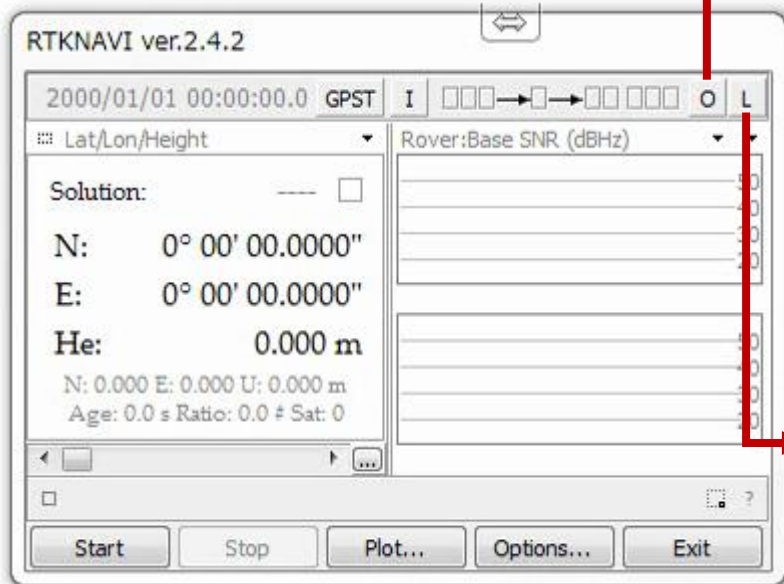 RTKNAVI ver.2.4.2
2000/01/01 00:00:00.0 GPST I O L
Lat/Lon/Height
Rover:Base SNR (dBHz)
Solution: ----
N: 0° 00' 00.0000"
E: 0° 00' 00.0000"
He: 0.000 m
N: 0.000 E: 0.000 U: 0.000 m
Age: 0.0 s Ratio: 0.0 # Sat: 0
50
40
30
20
50
40
30
20
...
?
Start Stop Plot... Options... Exit